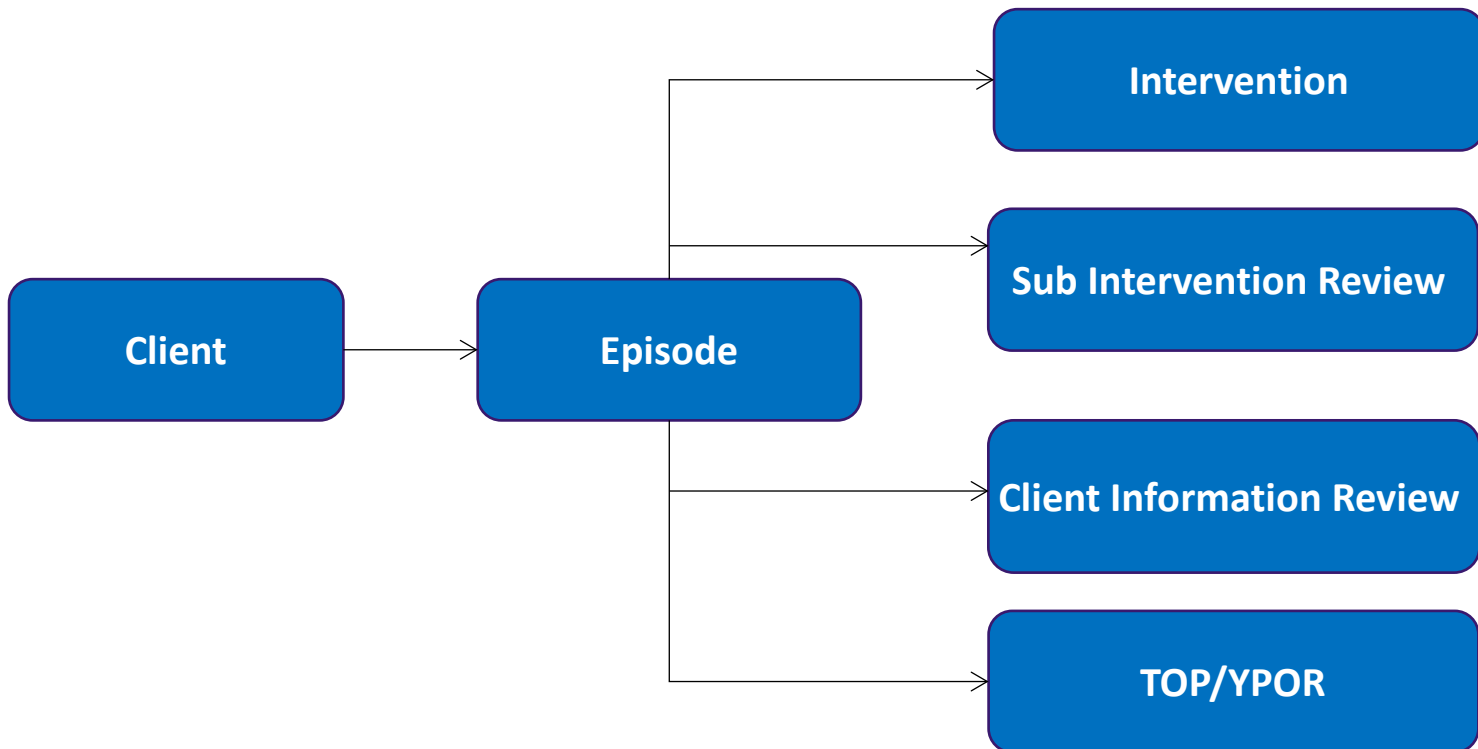 Client
Episode
Intervention
Sub Intervention Review
Client Information Review
TOP/YPOR